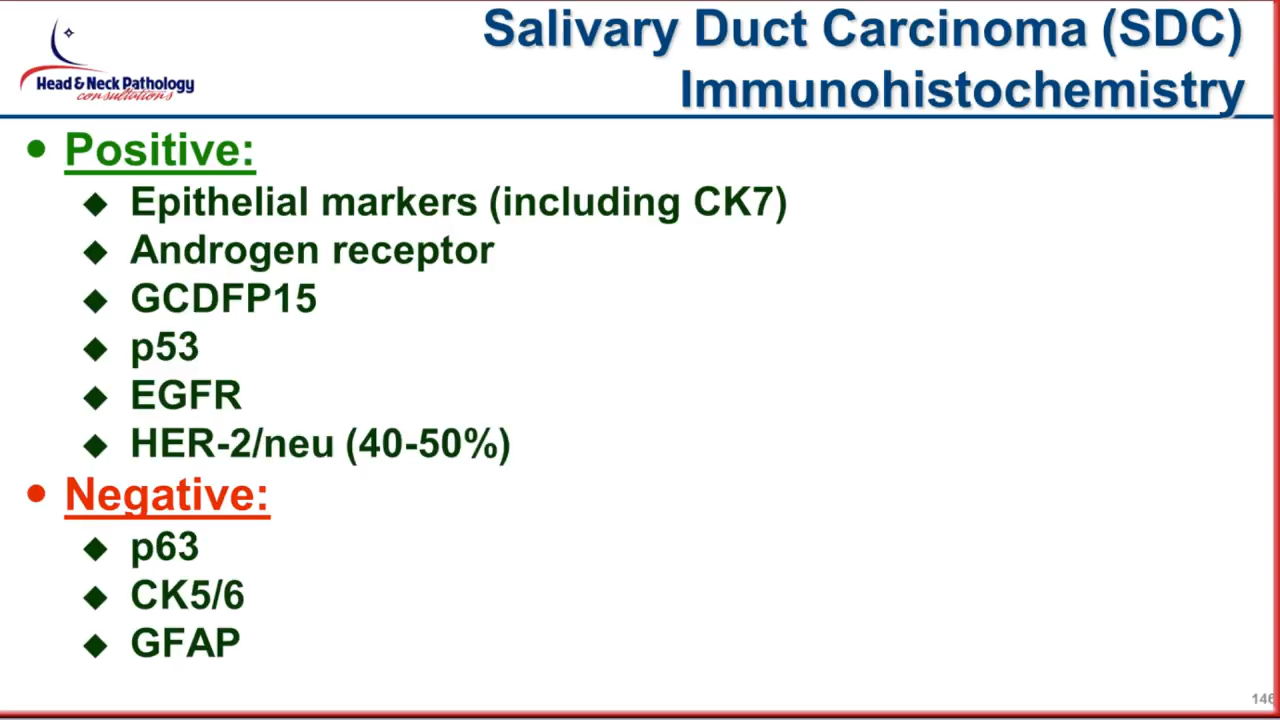 Head & Neck Pathology
consultations
Salivary Duct Carcinoma (SDC)
Immunohistochemistry
• Positive:
◆ Epithelial markers (including CK7)
◆ Androgen receptor
◆ GCDFP15
◆ p53
◆ EGFR
◆ HER-2/neu (40-50%)
• Negative:
◆ p63
◆ CK5/6
◆ GFAP
146